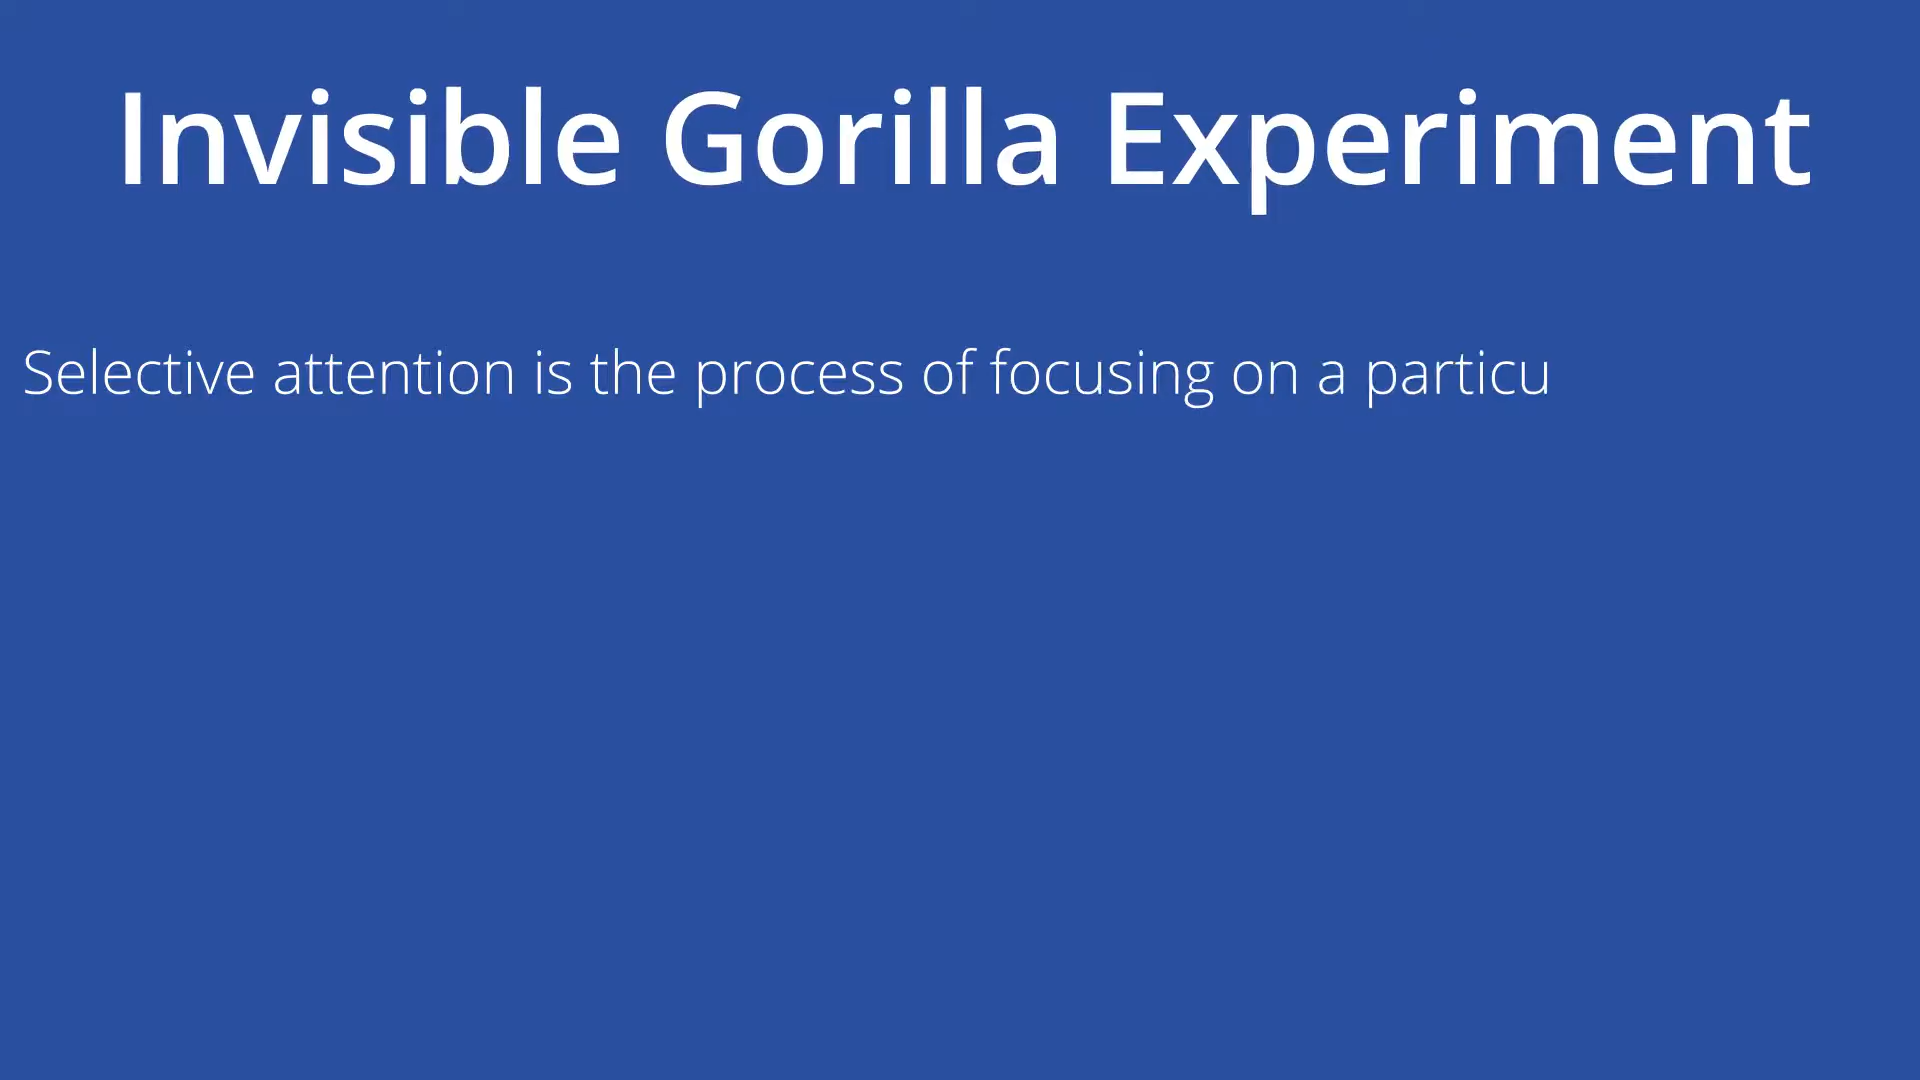 Invisible Gorilla Experiment
Selective attention is the process of focusing on a particu